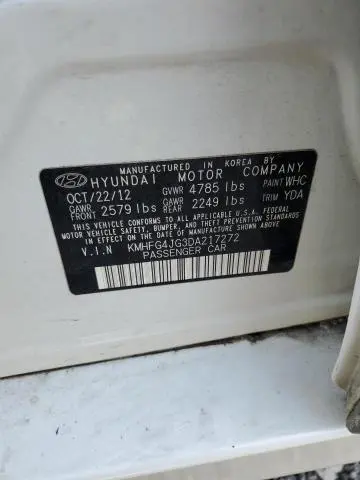 MANUFACTURED IN KOREA BY
HYUNDAI MOTOR COMPANY
OCT/22/12 GVWR 4785 lbs PAINT WHC
GAWR FRONT 2579 lbs GAWR REAR 2249 lbs TRIM YDA
THIS VEHICLE CONFORMS TO ALL APPLICABLE U.S.A. FEDERAL
MOTOR VEHICLE SAFETY, BUMPER, AND THEFT PREVENTION STANDARDS
IN EFFECT ON THE DATE OF MANUFACTURE SHOWN ABOVE.
V.I.N KMHFG4JG3DA217272
PASSENGER CAR